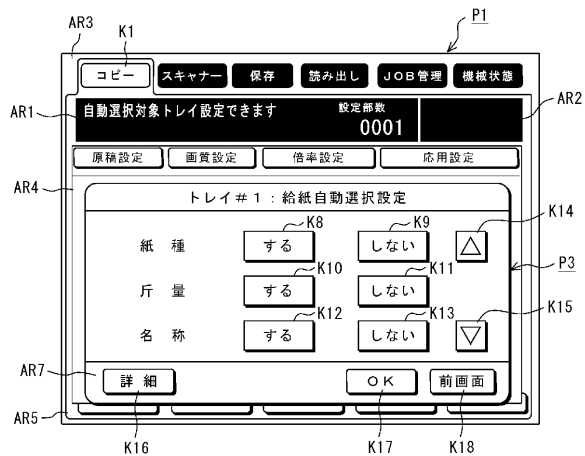 P1
AR3
K1
コピー スキャナー 保存 読み出し JOB管理 機械状態
AR1
自動選択対象トレイ設定できます 設定部数
0001
AR2
原稿設定 画質設定 倍率設定 応用設定
AR4
トレイ#1:給紙自動選択設定
K8 K9 K14
紙種 する しない △
K10 K11 P3
斤量 する しない
K12 K13 K15
名称 する しない ▽
AR7
詳細 OK 前画面
AR5
K16 K17 K18